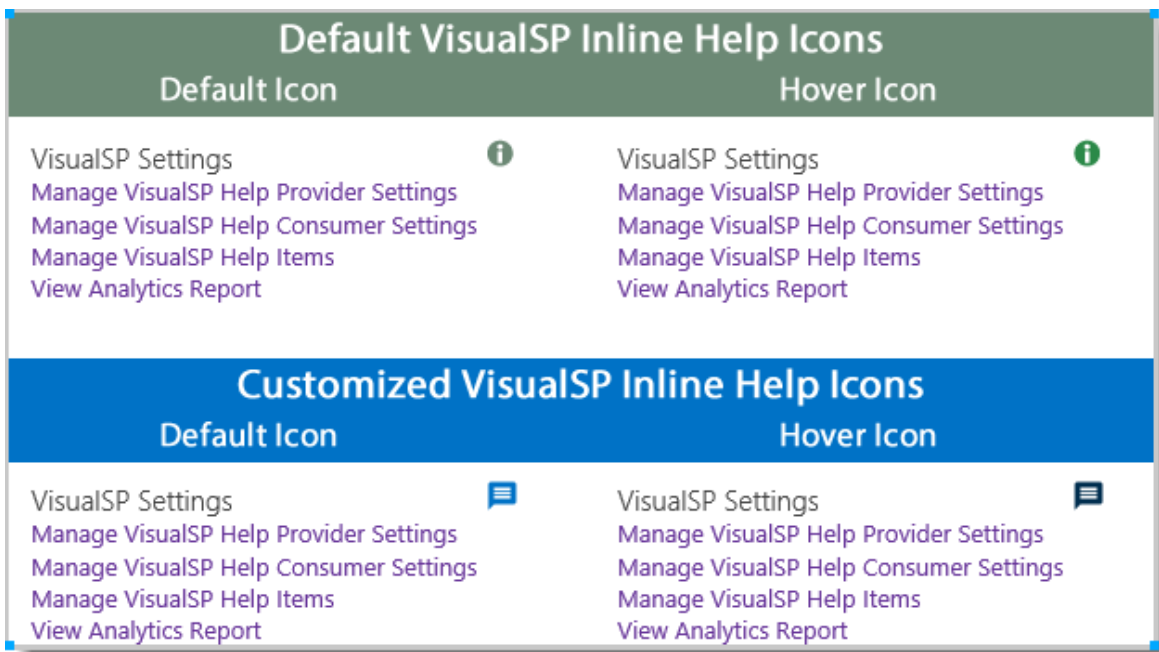 Default VisualSP Inline Help Icons
Default Icon
Hover Icon
VisualSP Settings
Manage VisualSP Help Provider Settings
Manage VisualSP Help Consumer Settings
Manage VisualSP Help Items
View Analytics Report
VisualSP Settings
Manage VisualSP Help Provider Settings
Manage VisualSP Help Consumer Settings
Manage VisualSP Help Items
View Analytics Report
Customized VisualSP Inline Help Icons
Default Icon
Hover Icon
VisualSP Settings
Manage VisualSP Help Provider Settings
Manage VisualSP Help Consumer Settings
Manage VisualSP Help Items
View Analytics Report
VisualSP Settings
Manage VisualSP Help Provider Settings
Manage VisualSP Help Consumer Settings
Manage VisualSP Help Items
View Analytics Report